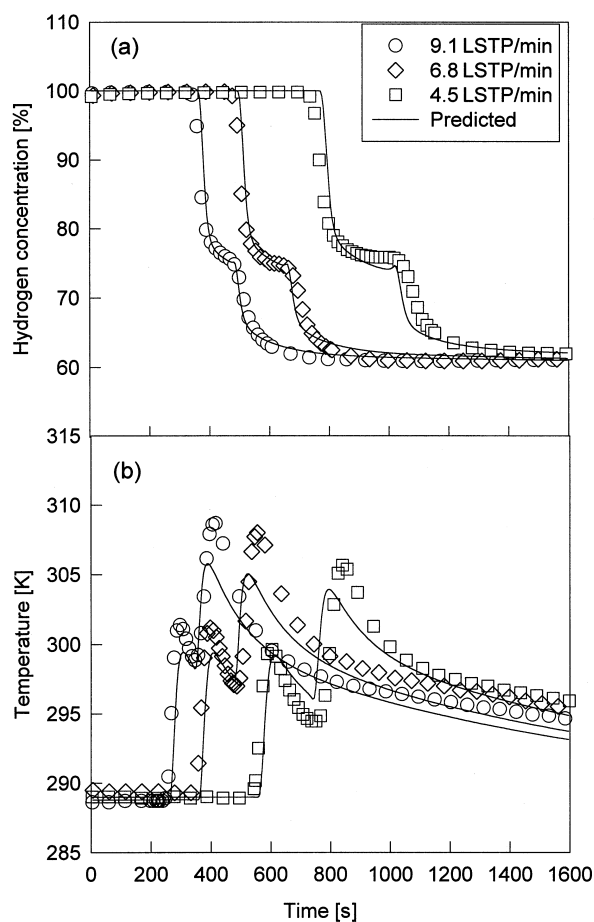 110
100
90
80
70
60
Hydrogen concentration [%]
(a)
9.1 LSTP/min
6.8 LSTP/min
4.5 LSTP/min
Predicted
315
310
305
300
295
290
285
Temperature [K]
(b)
0 200 400 600 800 1000 1200 1400 1600
Time [s]